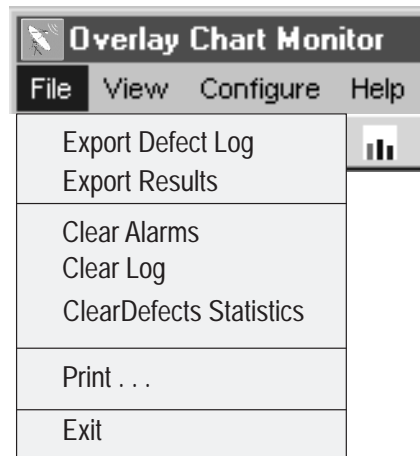 Overlay Chart Monitor
File View Configure Help
Export Defect Log
Export Results
Clear Alarms
Clear Log
ClearDefects Statistics
Print . . .
Exit